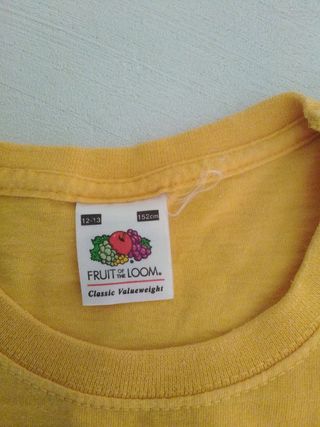 12-13 152cm
FRUIT OF THE LOOM®
Classic Valueweight